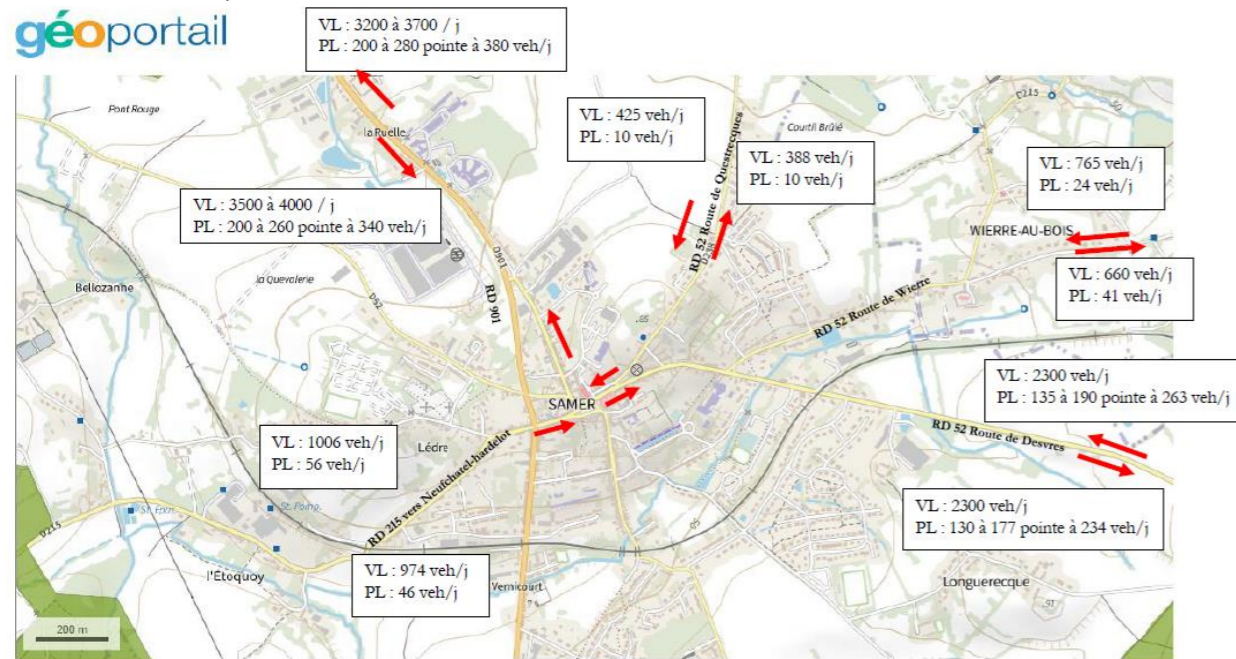 géoportail
VL : 3200 à 3700 / j
PL : 200 à 280 pointe à 380 veh/j
Pont Rouge
la Ruelle
VL : 425 veh/j
PL : 10 veh/j
Courtil Brûlé
D215
VL : 388 veh/j
PL : 10 veh/j
VL : 765 veh/j
PL : 24 veh/j
VL : 3500 à 4000 / j
PL : 200 à 260 pointe à 340 veh/j
RD 52 Route de Questrecques
WIERRE-AU-BOIS
la Quevalerie
D901
RD 901
Bellozanne
D52
VL : 660 veh/j
PL : 41 veh/j
RD 52 Route de Wierre
VL : 2300 veh/j
PL : 135 à 190 pointe à 263 veh/j
SAMER
VL : 1006 veh/j
PL : 56 veh/j
Lédre
RD 52 Route de Desvres
RD 215 vers Neufchatel-hardelot
VL : 2300 veh/j
PL : 130 à 177 pointe à 234 veh/j
D215
l'Étoquoy
VL : 974 veh/j
PL : 46 veh/j
Vernicourt
Longuerecque
200 m